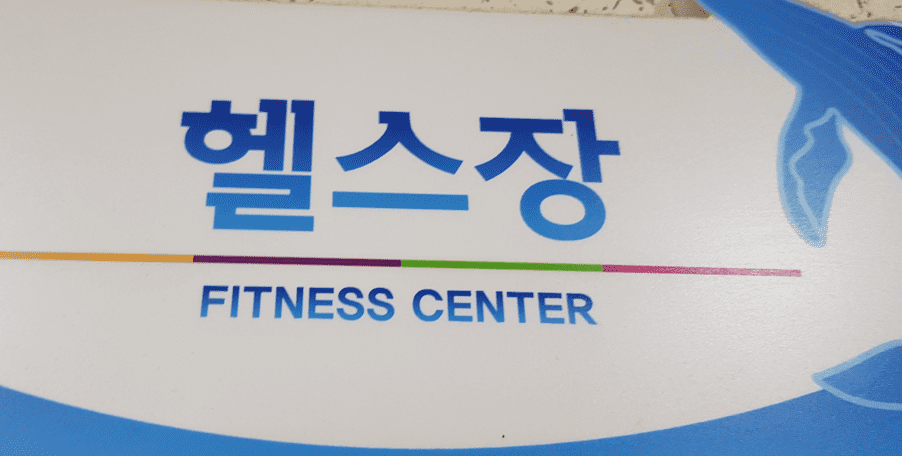 헬스장
FITNESS CENTER